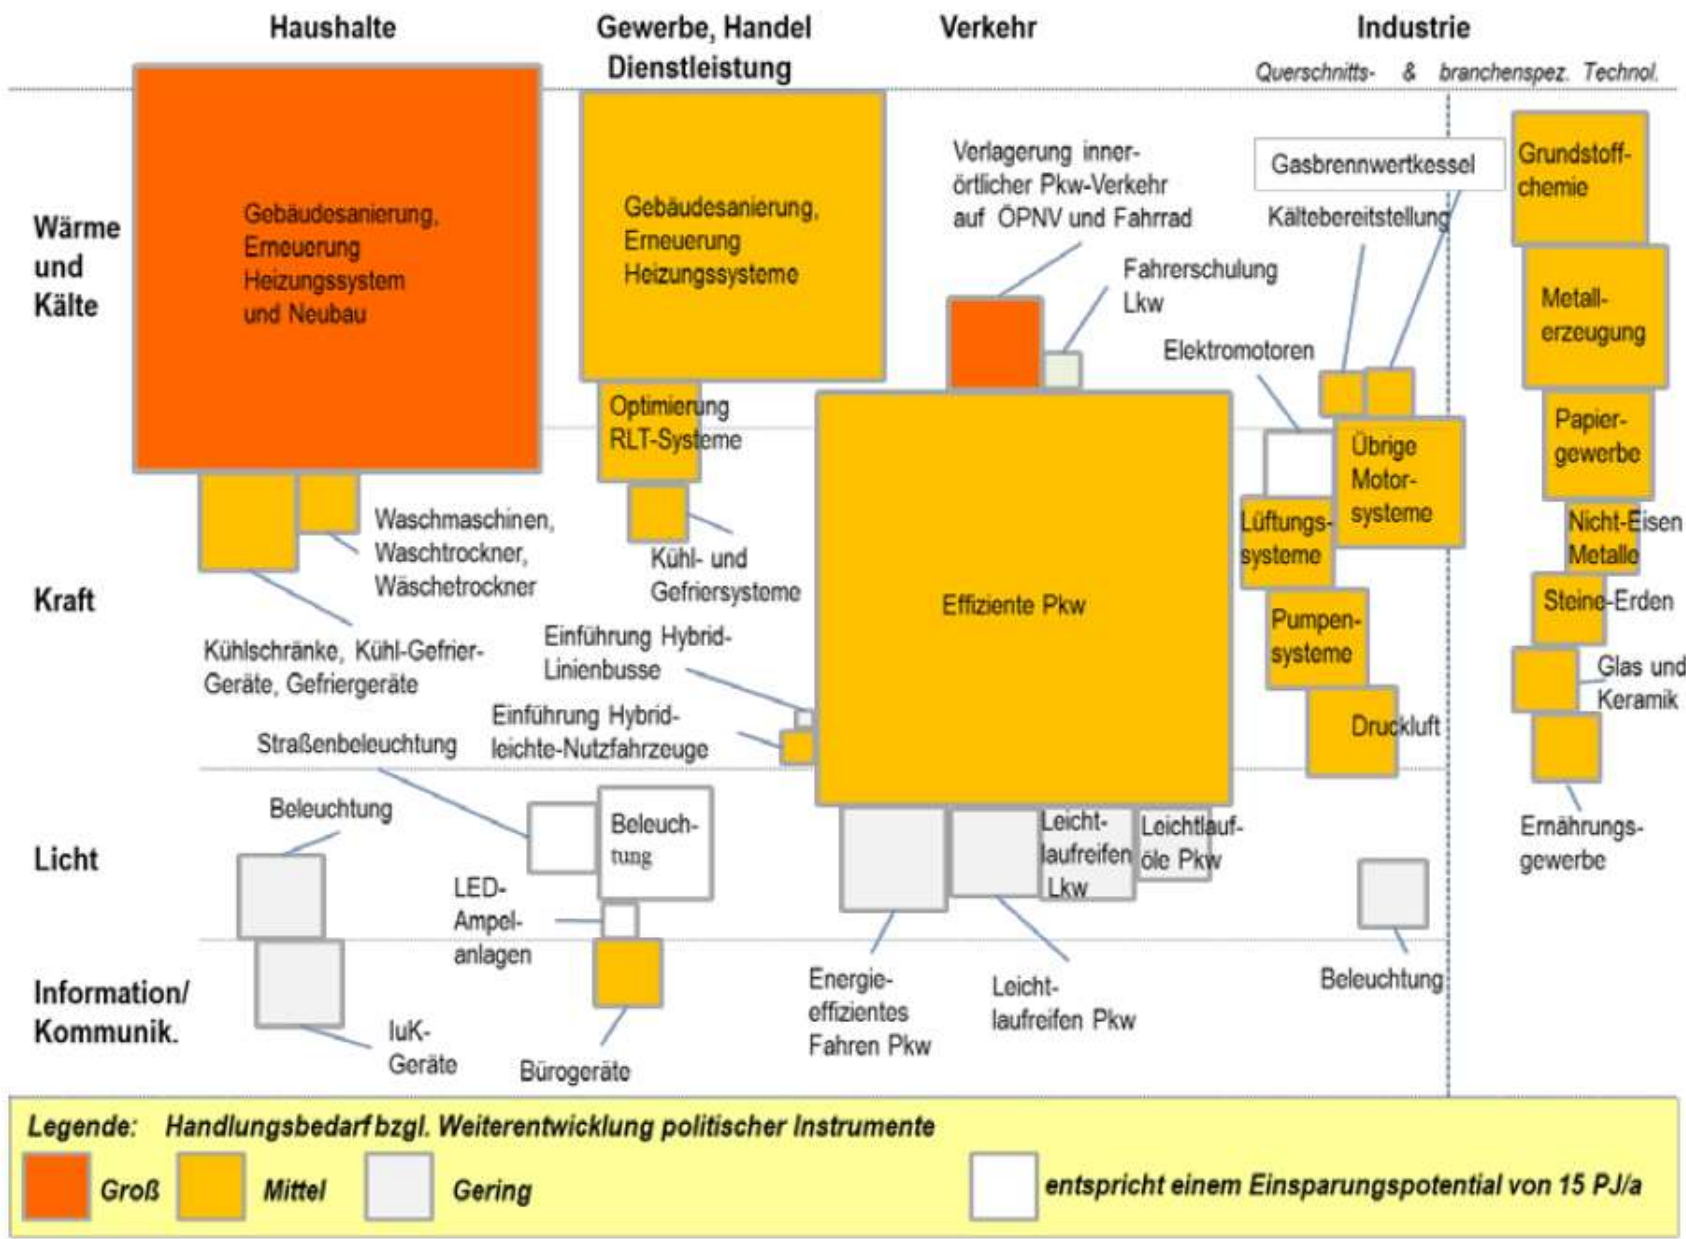 Haushalte
Gewerbe, Handel
Dienstleistung
Verkehr
Industrie
Querschnitts- & branchenspez. Technol.
Wärme
und
Kälte
Gebäudesanierung,
Erneuerung
Heizungssystem
und Neubau
Gebäudesanierung,
Erneuerung
Heizungssysteme
Verlagerung inner-
örtlicher Pkw-Verkehr
auf ÖPNV und Fahrrad
Fahrerschulung
Lkw
Gasbrennwertkessel
Kältebereitstellung
Elektromotoren
Grundstoff-
chemie
Metall-
erzeugung
Optimierung
RLT-Systeme
Übrige
Motor-
systeme
Papier-
gewerbe
Kraft
Waschmaschinen,
Waschtrockner,
Wäschetrockner
Kühlschränke, Kühl-Gefrier-
Geräte, Gefriergeräte
Kühl- und
Gefriersysteme
Einführung Hybrid-
Linienbusse
Einführung Hybrid-
leichte-Nutzfahrzeuge
Effiziente Pkw
Lüftungs-
systeme
Pumpen-
systeme
Druckluft
Nicht-Eisen
Metalle
Steine-Erden
Glas und
Keramik
Ernährungs-
gewerbe
Straßenbeleuchtung
Licht
Beleuchtung
Beleuch-
tung
LED-
Ampel-
anlagen
Leicht-
laufreifen
Lkw
Leichtlauf-
öle Pkw
Beleuchtung
Information/
Kommunik.
IuK-
Geräte
Bürogeräte
Energie-
effizientes
Fahren Pkw
Leicht-
laufreifen Pkw
Legende: Handlungsbedarf bzgl. Weiterentwicklung politischer Instrumente
Groß Mittel Gering entspricht einem Einsparungspotential von 15 PJ/a